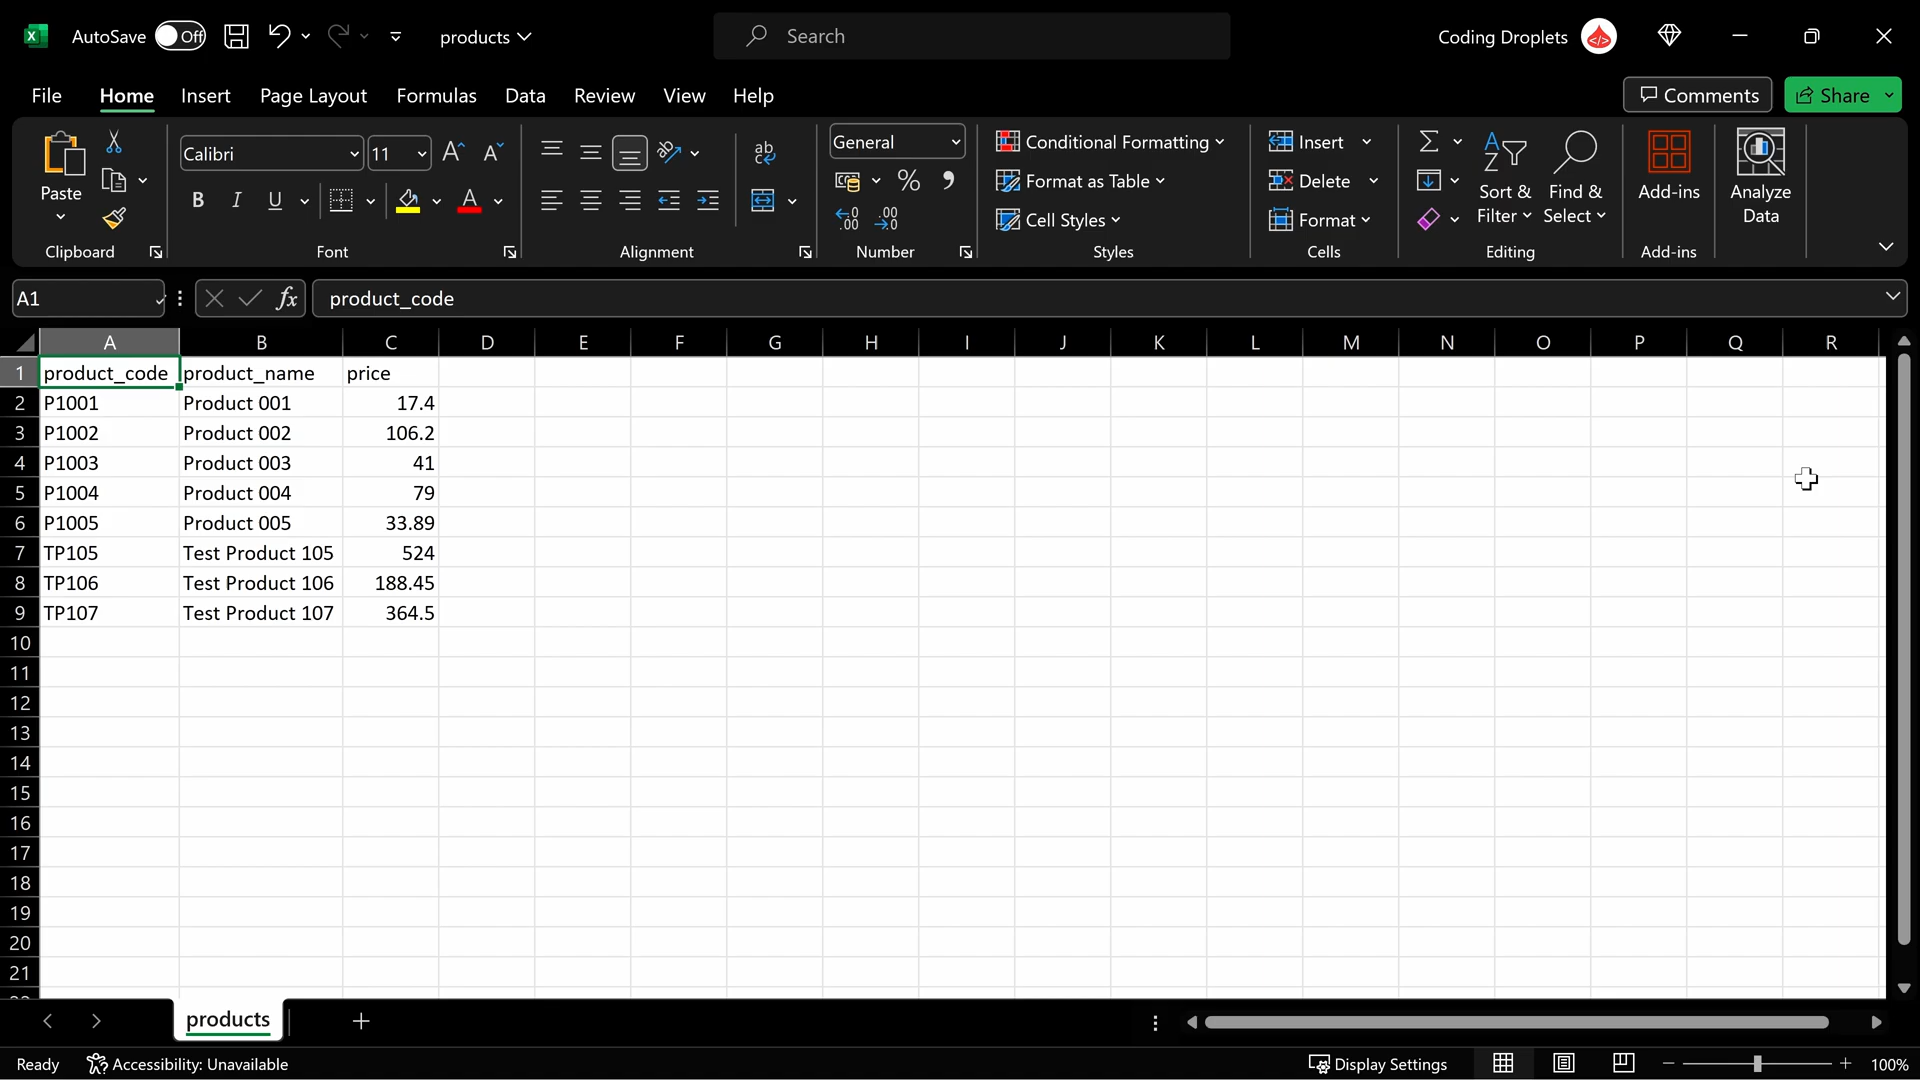 AutoSave Off products Search Coding Droplets
File Home Insert Page Layout Formulas Data Review View Help Comments Share
Paste Calibri 11 General Conditional Formatting Insert Sort & Filter Find & Select Add-ins Analyze Data
B I U Format as Table Delete
Cell Styles Format
Clipboard Font Alignment Number Styles Cells Editing Add-ins
A1 fx product_code
A B C D E F G H I J K L M N O P Q R
1 product_code product_name price
2 P1001 Product 001 17.4
3 P1002 Product 002 106.2
4 P1003 Product 003 41
5 P1004 Product 004 79
6 P1005 Product 005 33.89
7 TP105 Test Product 105 524
8 TP106 Test Product 106 188.45
9 TP107 Test Product 107 364.5
10
11
12
13
14
15
16
17
18
19
20
21
products
Ready Accessibility: Unavailable Display Settings 100%